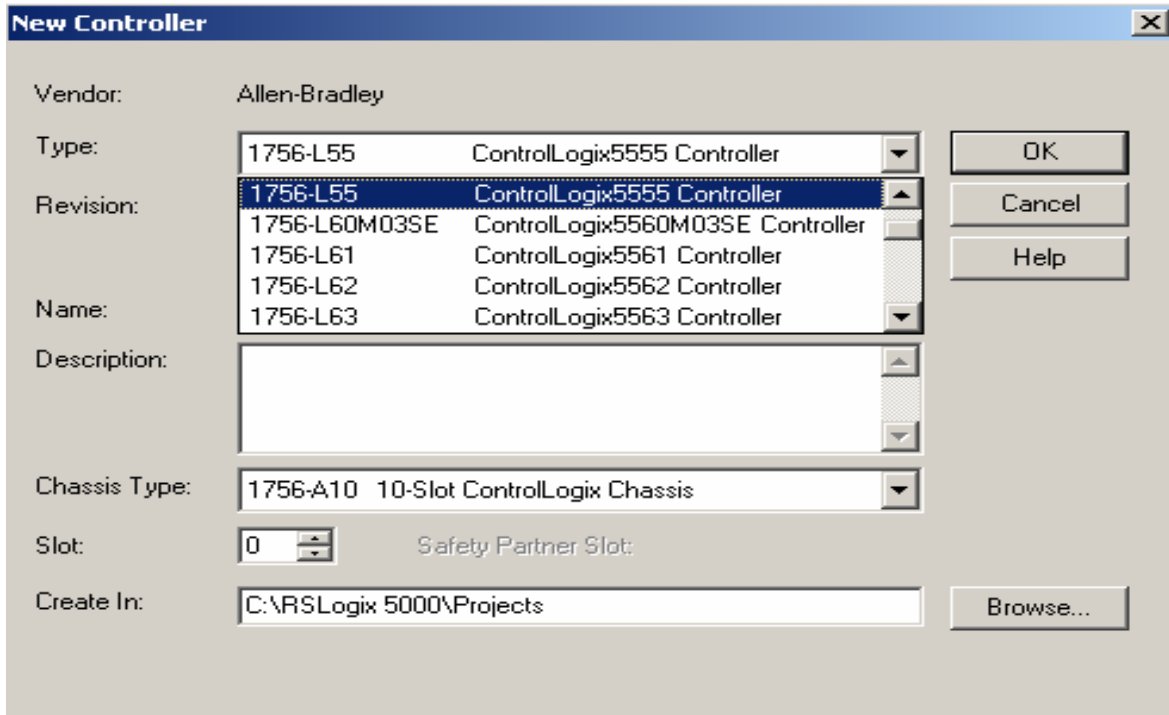 New Controller
Vendor: Allen-Bradley
Type: 1756-L55 ControlLogix5555 Controller OK
Revision: 1756-L55 ControlLogix5555 Controller Cancel
1756-L60M03SE ControlLogix5560M03SE Controller
1756-L61 ControlLogix5561 Controller Help
1756-L62 ControlLogix5562 Controller
Name: 1756-L63 ControlLogix5563 Controller
Description:
Chassis Type: 1756-A10 10-Slot ControlLogix Chassis
Slot: 0 Safety Partner Slot:
Create In: C:\RSLogix 5000\Projects Browse...